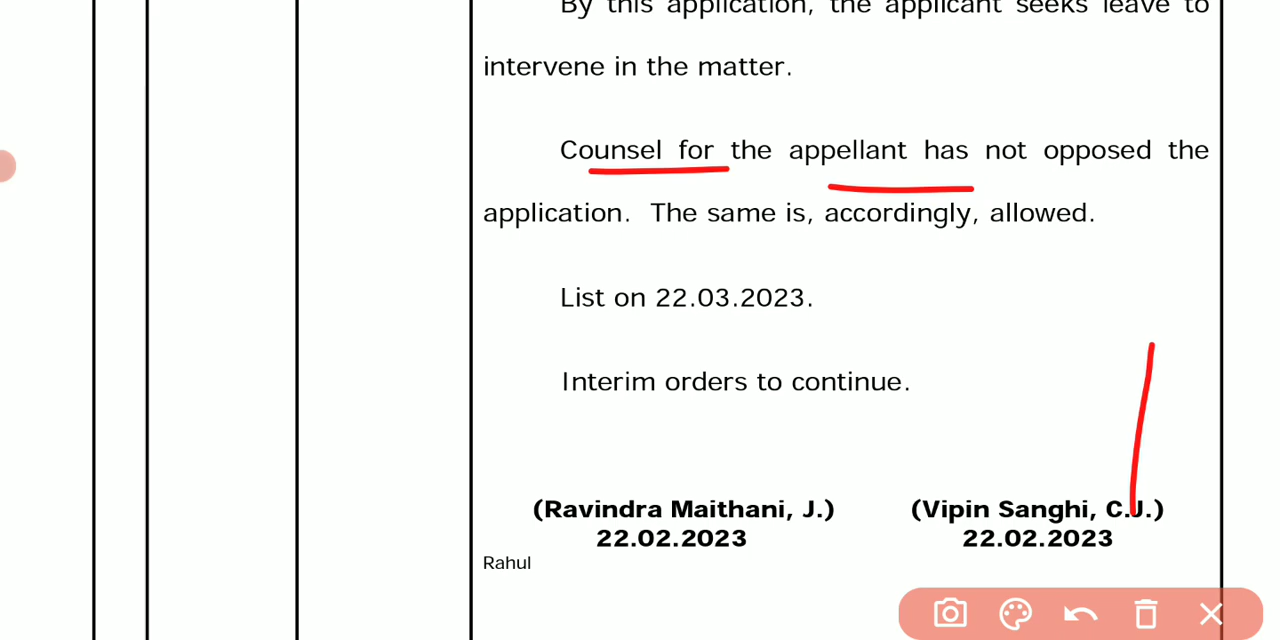 By this application, the applicant seeks leave to
intervene in the matter.
Counsel for the appellant has not opposed the
application. The same is, accordingly, allowed.
List on 22.03.2023.
Interim orders to continue.
(Ravindra Maithani, J.) (Vipin Sanghi, C.J.)
22.02.2023 22.02.2023
Rahul